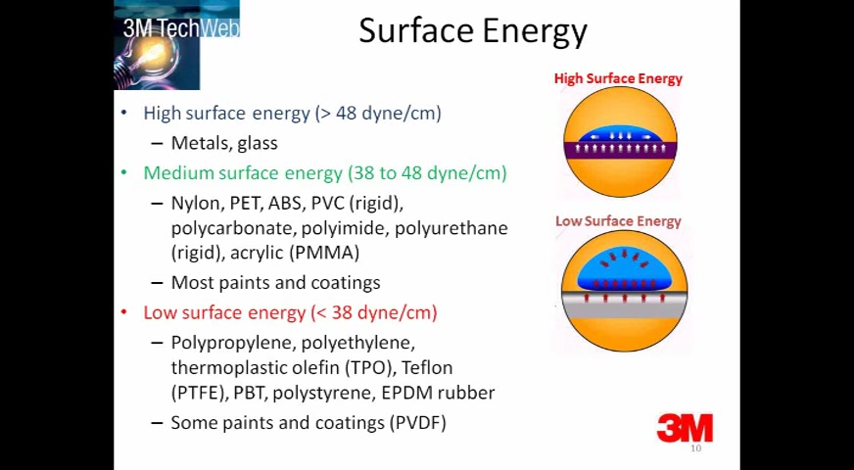 3M TechWeb
Surface Energy
• High surface energy (> 48 dyne/cm)
– Metals, glass
• Medium surface energy (38 to 48 dyne/cm)
– Nylon, PET, ABS, PVC (rigid),
polycarbonate, polyimide, polyurethane
(rigid), acrylic (PMMA)
– Most paints and coatings
• Low surface energy (< 38 dyne/cm)
– Polypropylene, polyethylene,
thermoplastic olefin (TPO), Teflon
(PTFE), PBT, polystyrene, EPDM rubber
– Some paints and coatings (PVDF)
High Surface Energy
Low Surface Energy
3M
10